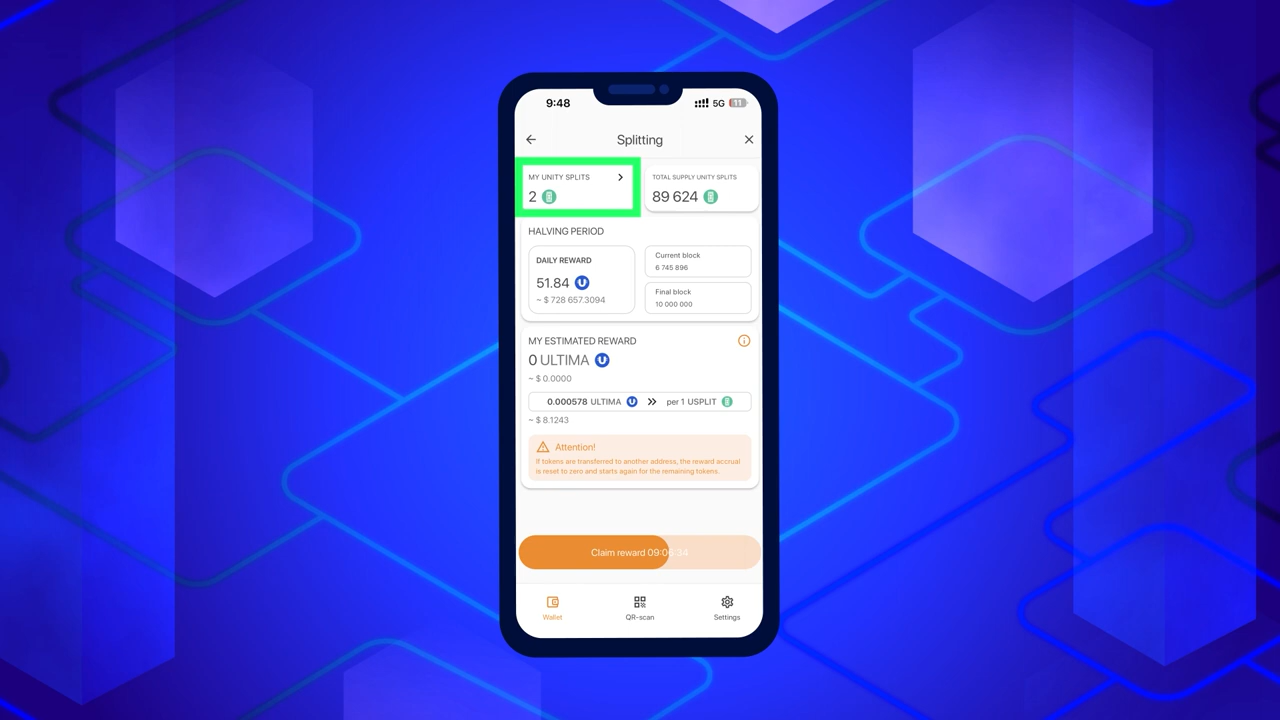 9:48
5G
11
Splitting
MY UNITY SPLITS
2
TOTAL SUPPLY UNITY SPLITS
89 624
HALVING PERIOD
DAILY REWARD
51.84
~ $ 728 657.3094
Current block
6 745 896
Final block
10 000 000
MY ESTIMATED REWARD
0 ULTIMA
~ $ 0.0000
0.000578 ULTIMA
per 1 USPLIT
~ $ 8.1243
Attention!
If tokens are transferred to another address, the reward accrual
is reset to zero and starts again for the remaining tokens.
Claim reward 09:06:34
Wallet
QR-scan
Settings